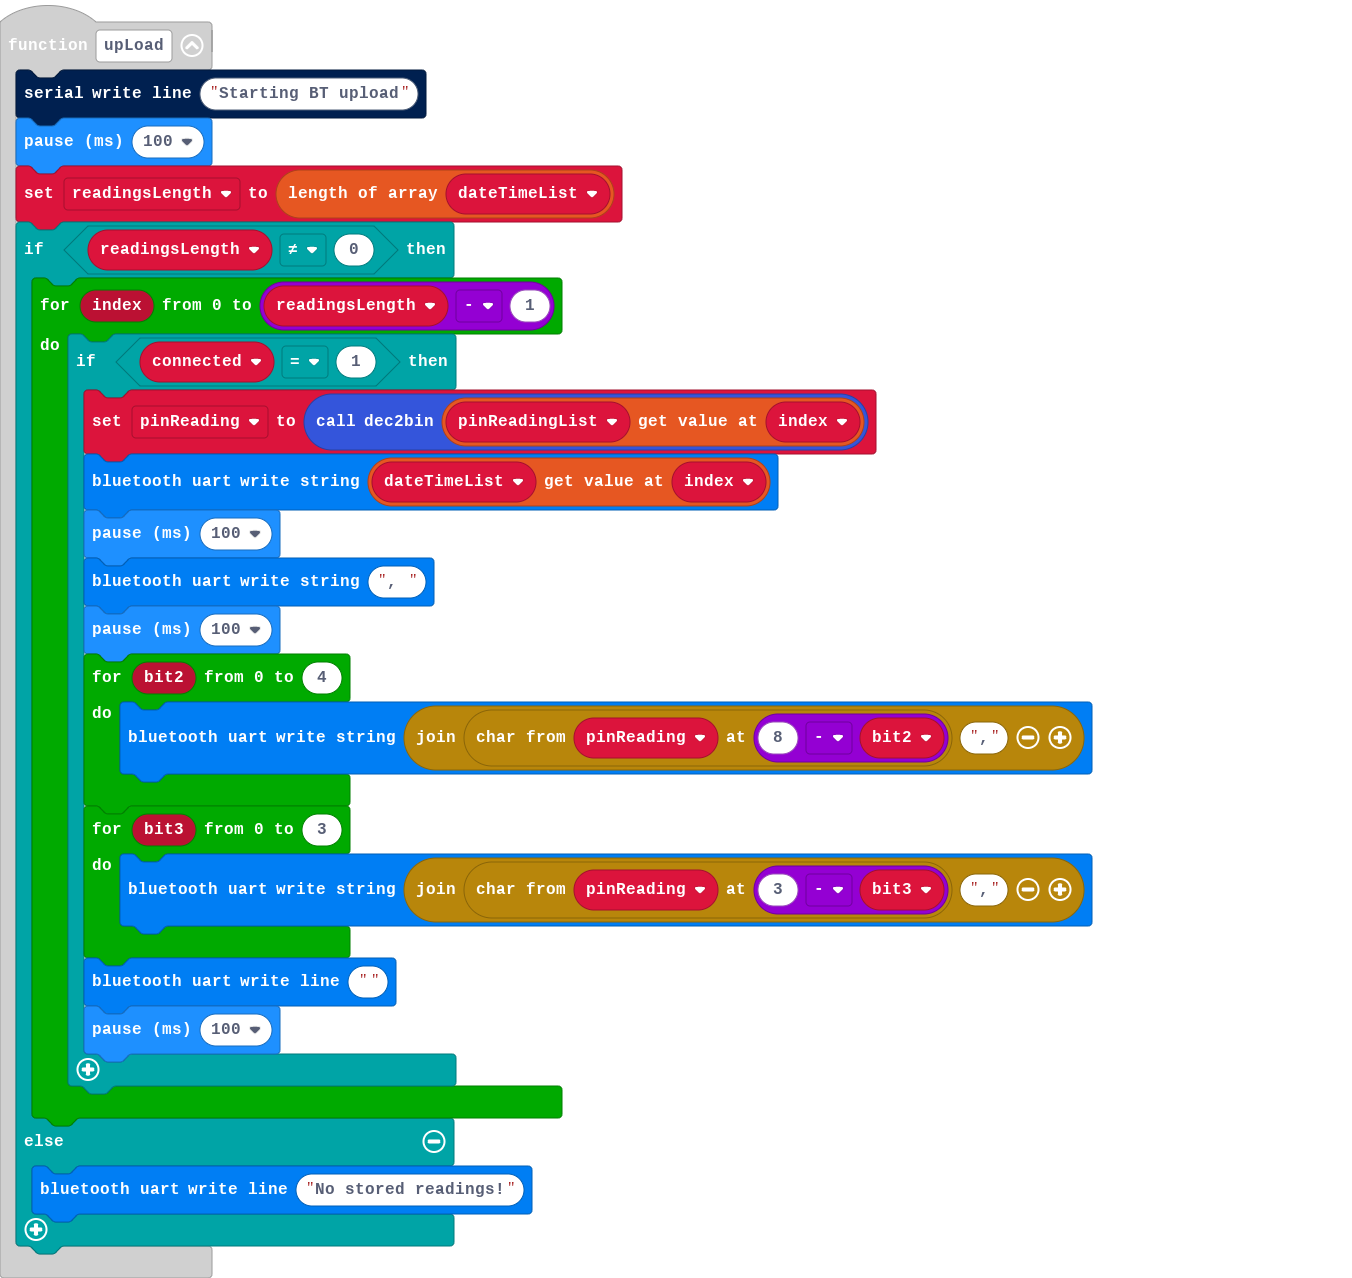 function upLoad
serial write line "Starting BT upload"
pause (ms) 100
set readingsLength to length of array dateTimeList
if readingsLength ≠ 0 then
for index from 0 to readingsLength - 1
do if connected = 1 then
set pinReading to call dec2bin pinReadingList get value at index
bluetooth uart write string dateTimeList get value at index
pause (ms) 100
bluetooth uart write string ", "
pause (ms) 100
for bit2 from 0 to 4
do bluetooth uart write string join char from pinReading at 8 - bit2 ","
for bit3 from 0 to 3
do bluetooth uart write string join char from pinReading at 3 - bit3 ","
bluetooth uart write line ""
pause (ms) 100
else
bluetooth uart write line "No stored readings!"